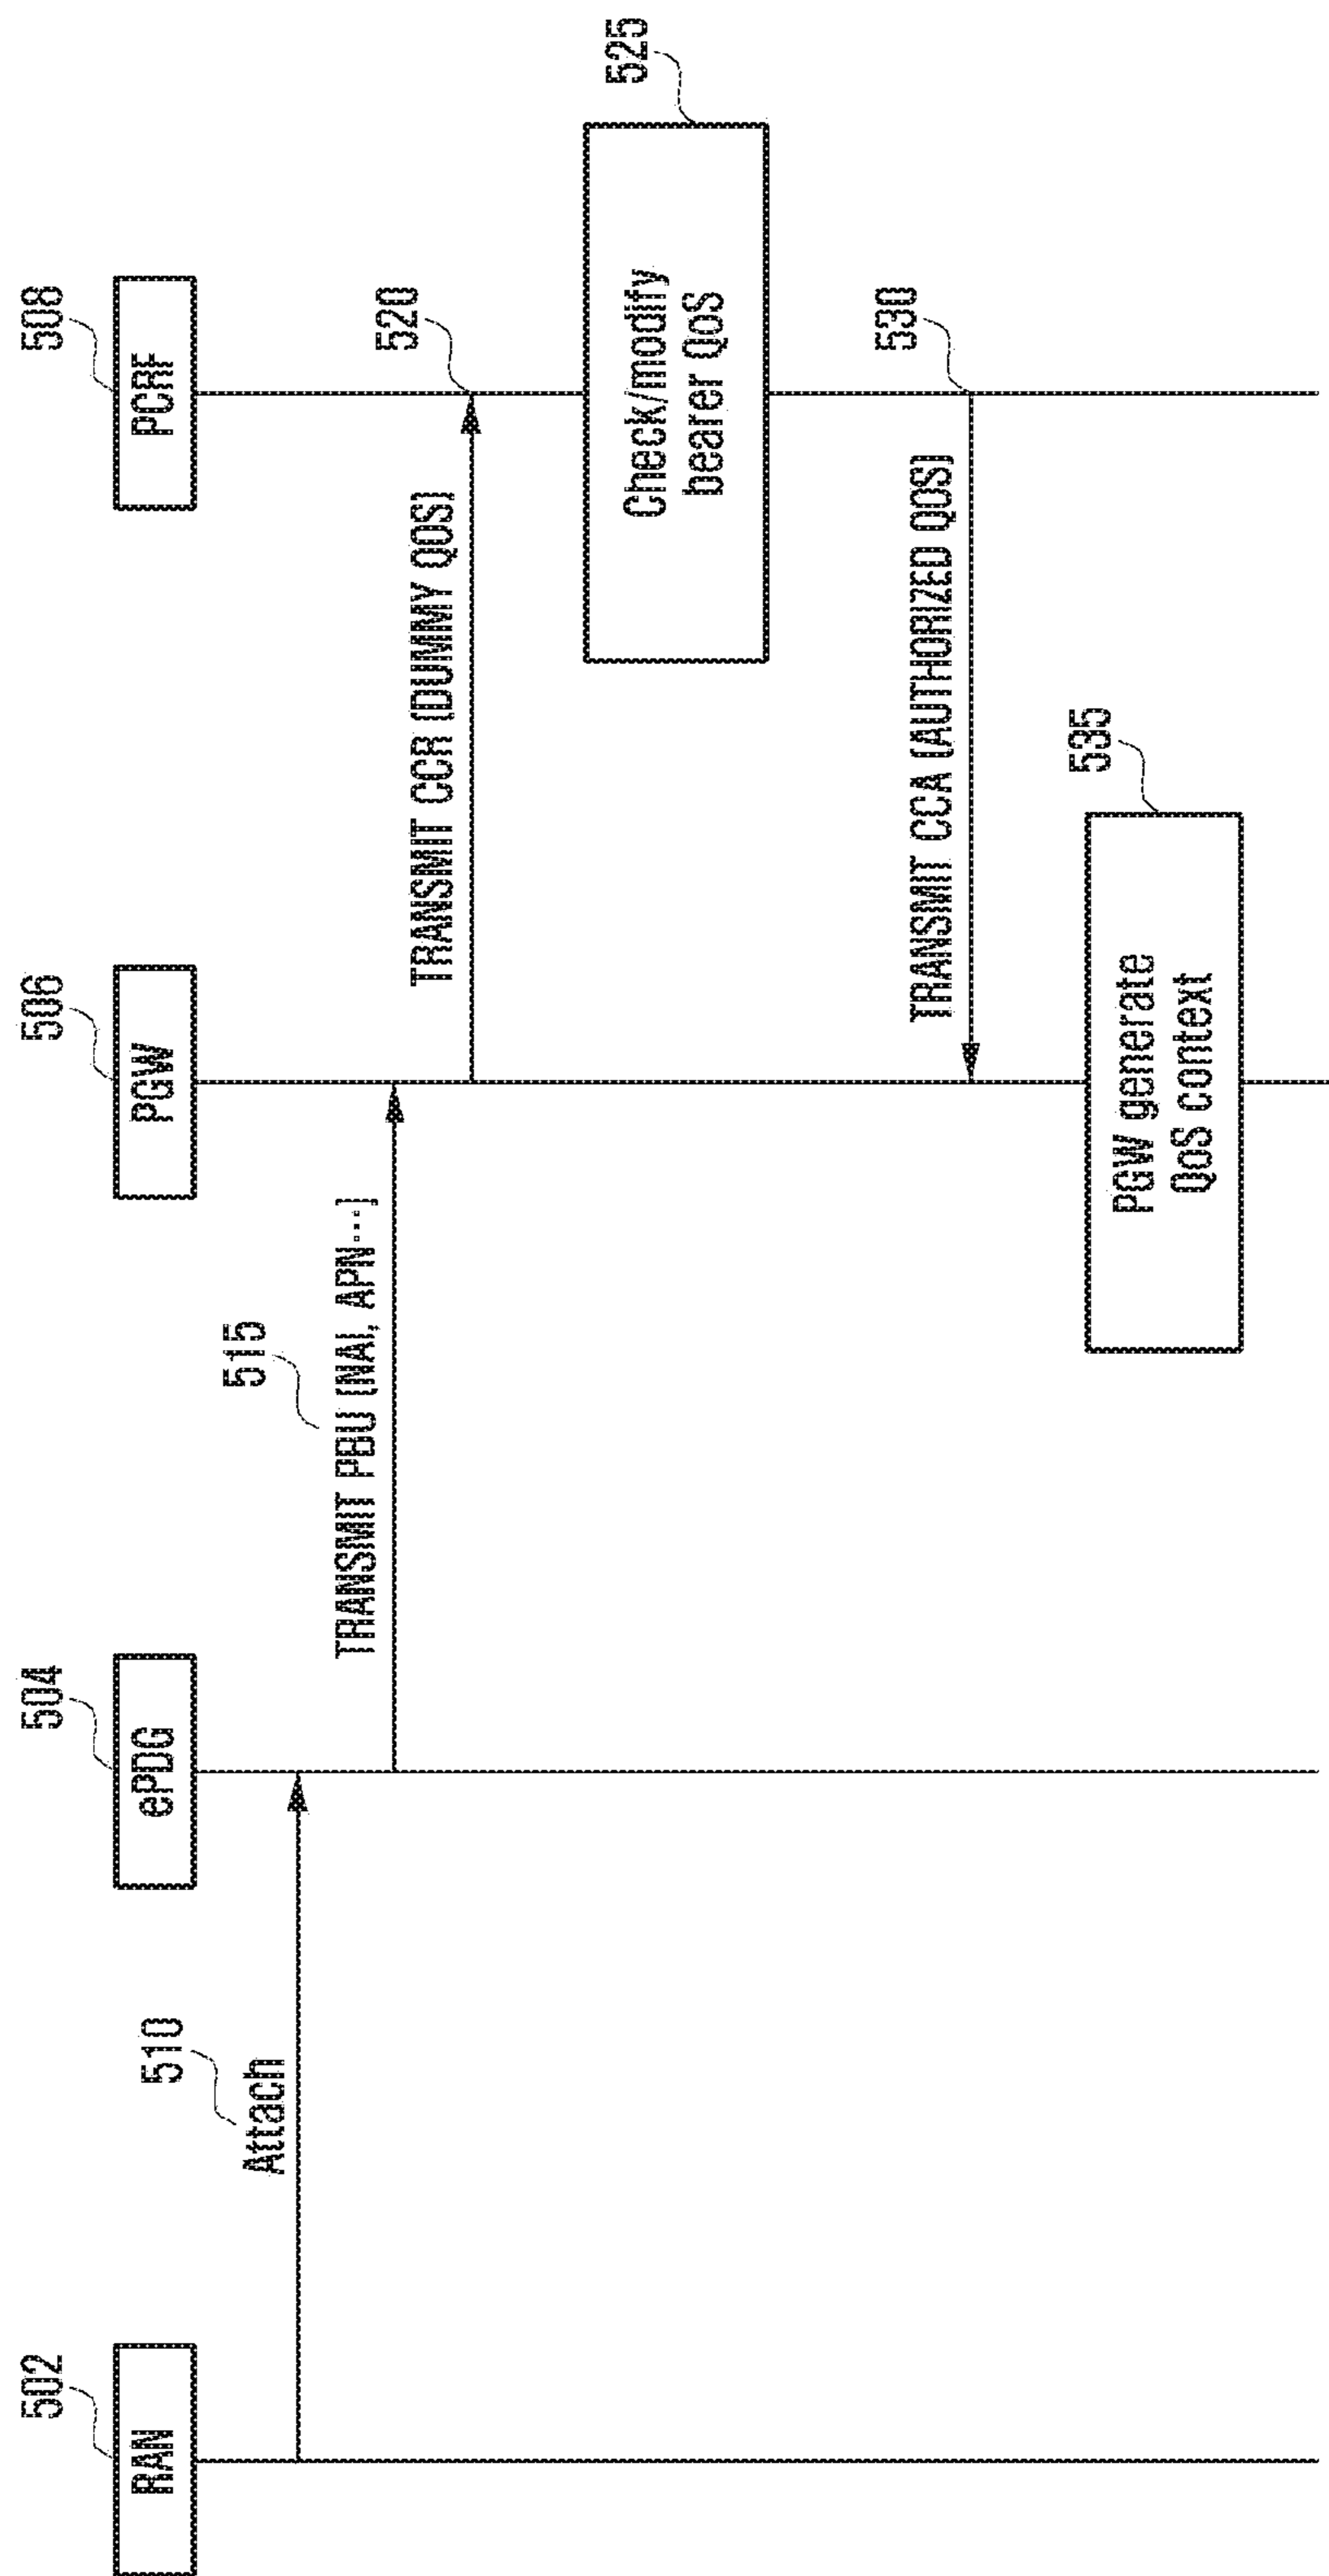 502
RAN
504
ePDG
506
PGW
508
PCRF
510
Attach
515
TRANSMIT PBU (NAI, APN···)
TRANSMIT CCR (DUMMY QOS)
520
525
Check/modify
bearer QoS
TRANSMIT CCA (AUTHORIZED QOS)
530
535
PGW generate
QoS context